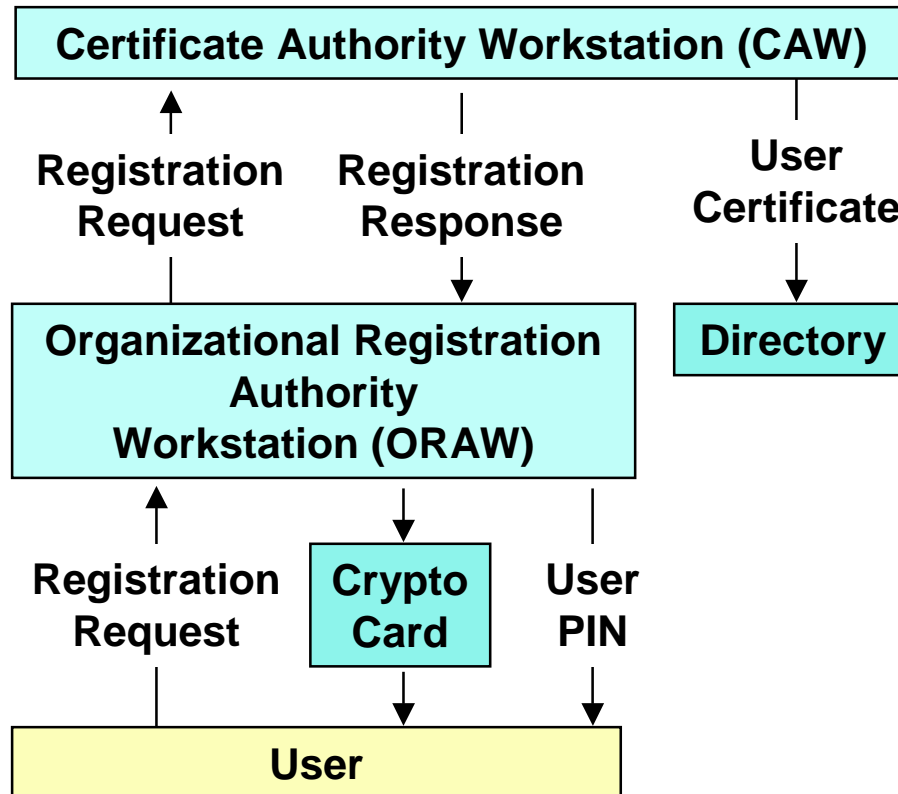 Certificate Authority Workstation (CAW)
Registration
Request
Registration
Response
User
Certificate
Organizational Registration
Authority
Workstation (ORAW)
Directory
Registration
Request
Crypto
Card
User
PIN
User